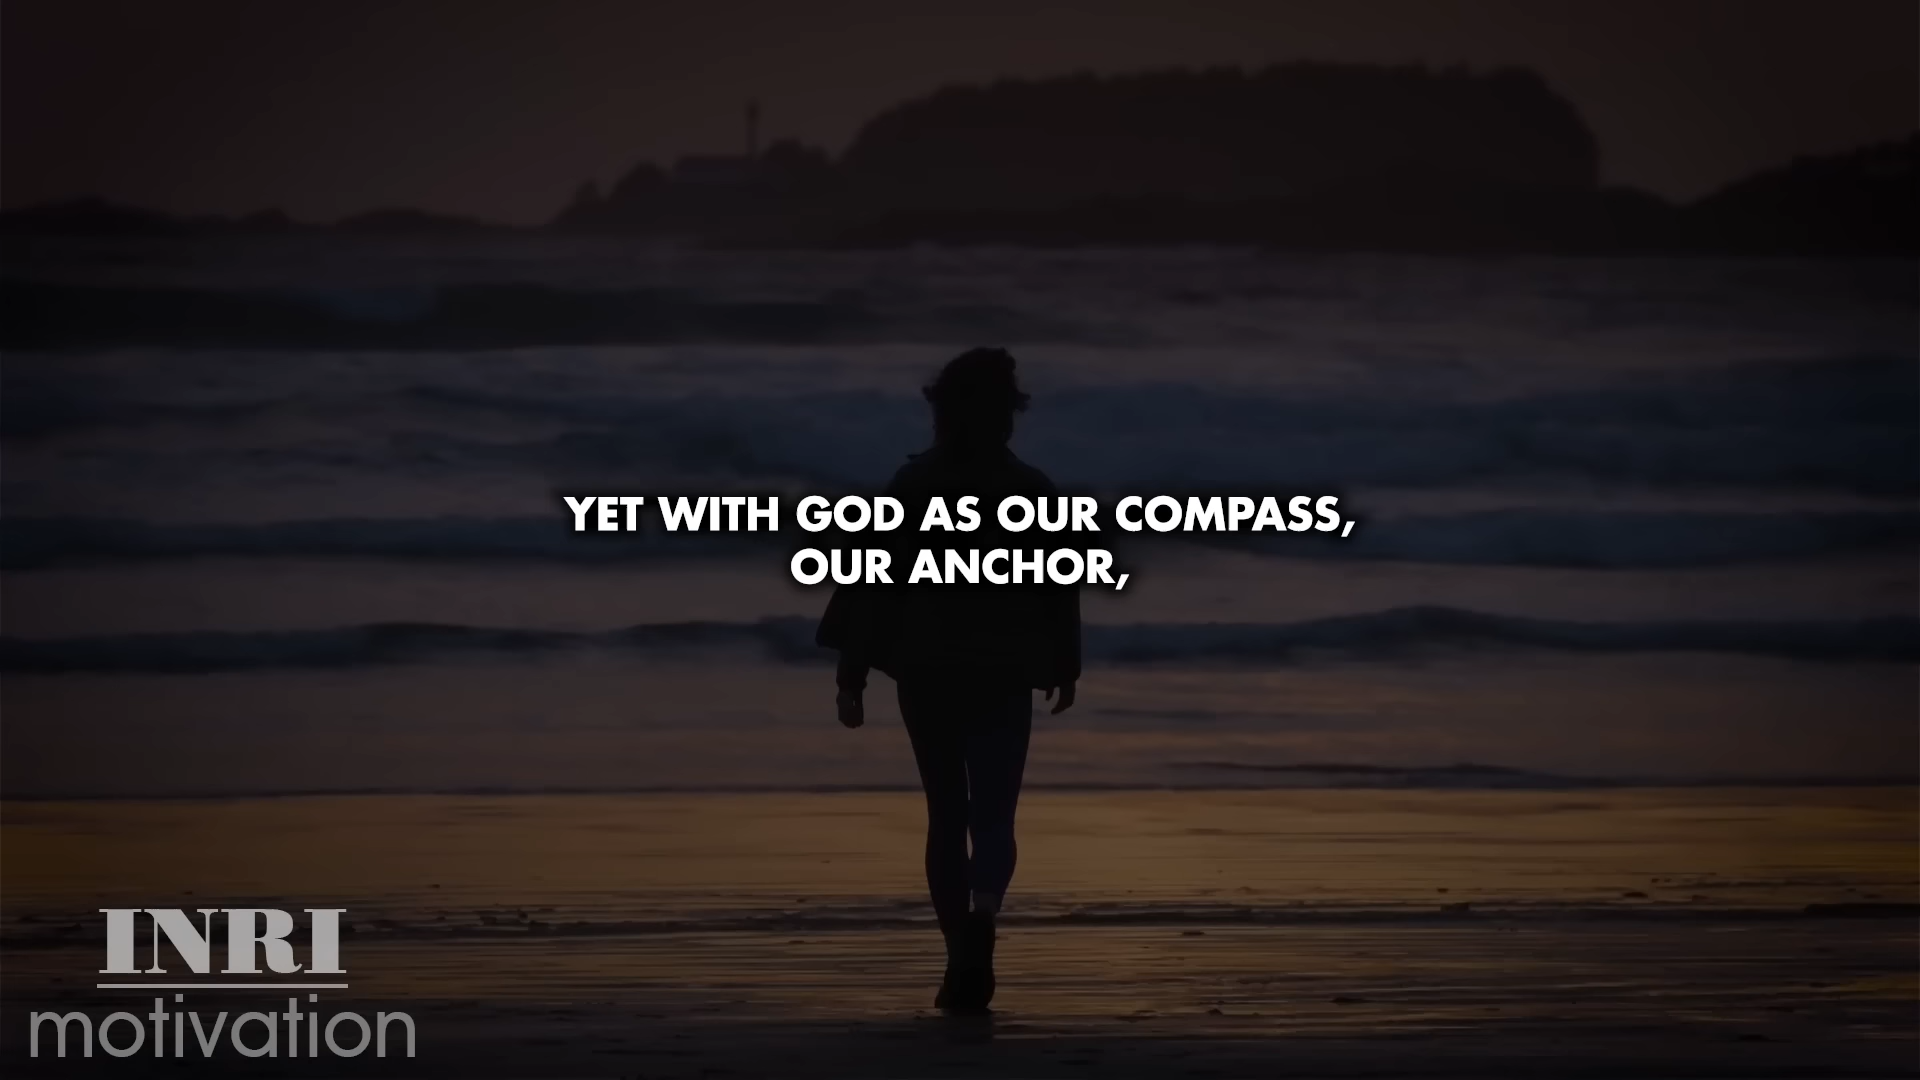 YET WITH GOD AS OUR COMPASS,
OUR ANCHOR,
INRI
motivation